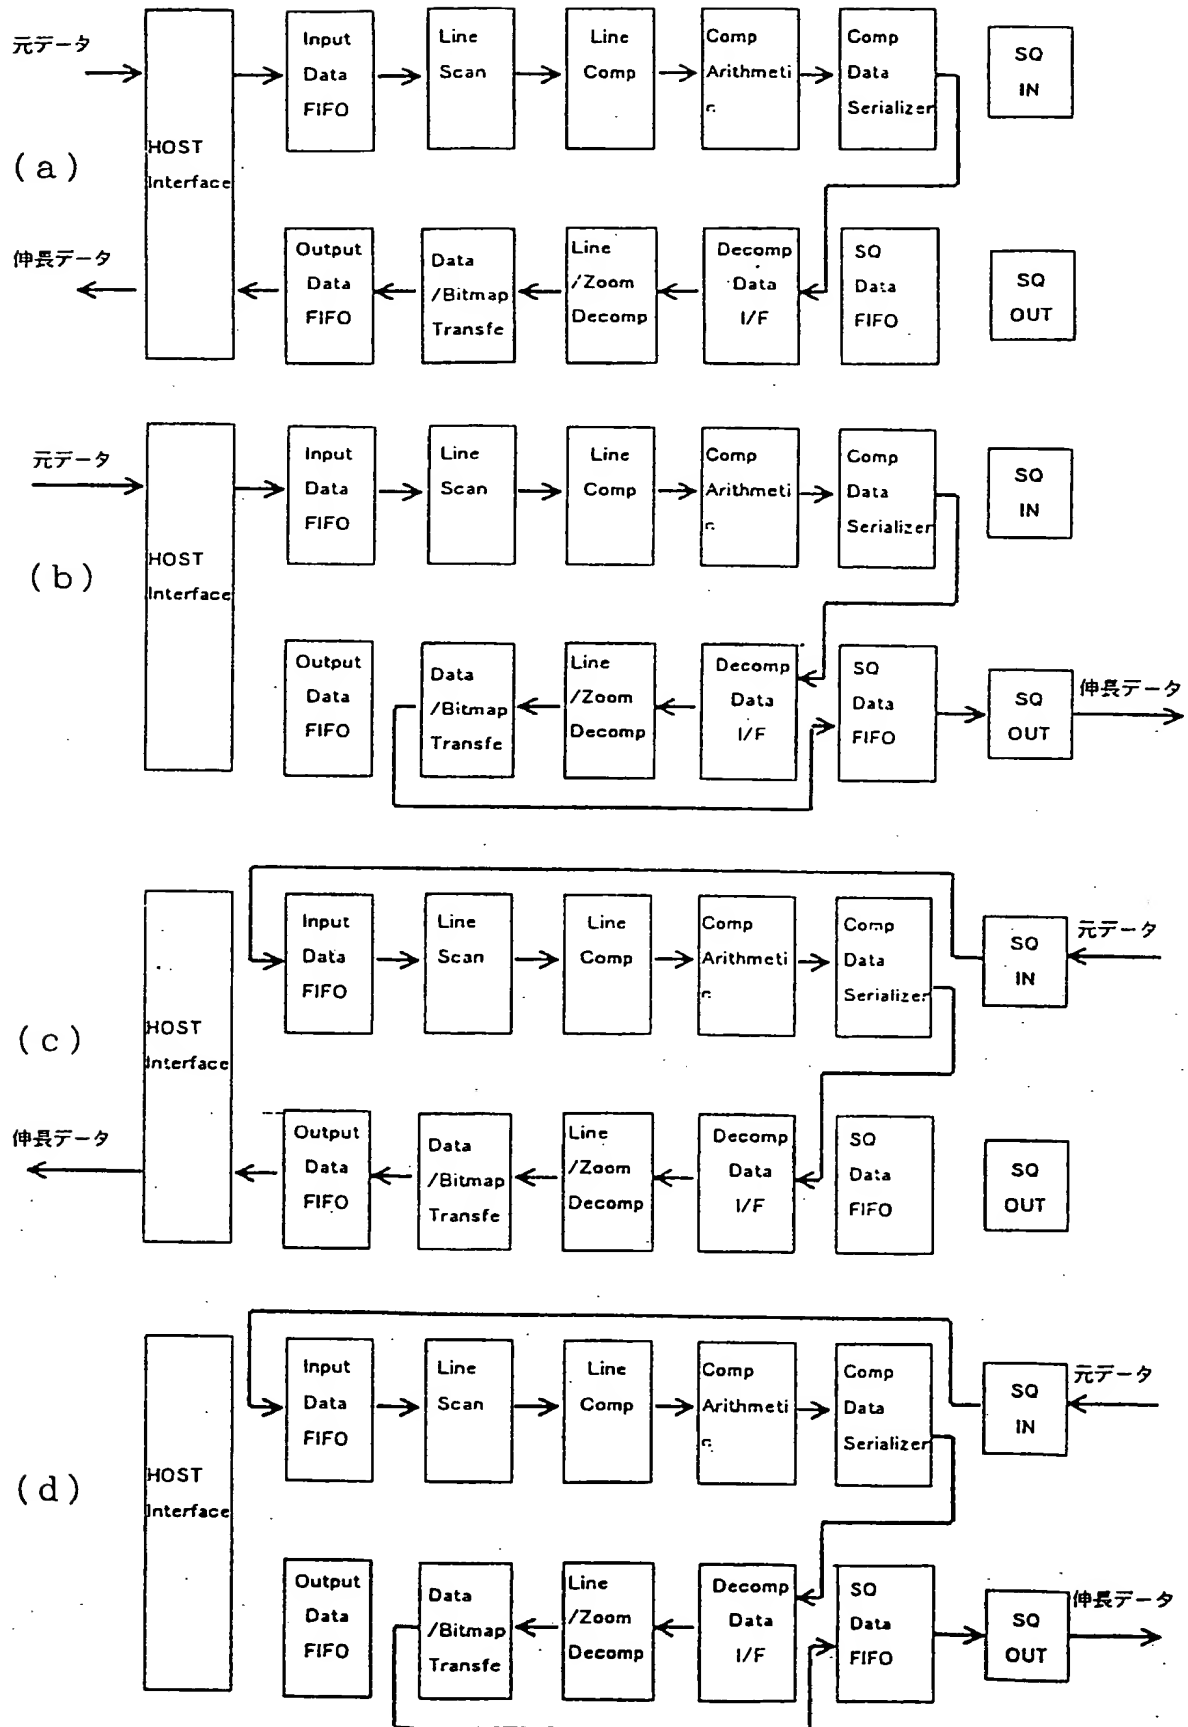 元データ
Input
Data
FIFO
Line
Scan
Line
Comp
Comp
Arithmeti
c
Comp
Data
Serializer
SQ
IN
(a)
HOST
Interface
伸長データ
Output
Data
FIFO
Data
/Bitmap
Transfe
Line
/Zoom
Decomp
Decomp
Data
I/F
SQ
Data
FIFO
SQ
OUT
元データ
Input
Data
FIFO
Line
Scan
Line
Comp
Comp
Arithmeti
c
Comp
Data
Serializer
SQ
IN
(b)
HOST
Interface
Output
Data
FIFO
Data
/Bitmap
Transfe
Line
/Zoom
Decomp
Decomp
Data
I/F
SQ
Data
FIFO
SQ
OUT
伸長データ
Input
Data
FIFO
Line
Scan
Line
Comp
Comp
Arithmeti
c
Comp
Data
Serializer
SQ
IN
元データ
(c)
HOST
Interface
伸長データ
Output
Data
FIFO
Data
/Bitmap
Transfe
Line
/Zoom
Decomp
Decomp
Data
I/F
SQ
Data
FIFO
SQ
OUT
Input
Data
FIFO
Line
Scan
Line
Comp
Comp
Arithmeti
c
Comp
Data
Serializer
SQ
IN
元データ
(d)
HOST
Interface
Output
Data
FIFO
Data
/Bitmap
Transfe
Line
/Zoom
Decomp
Decomp
Data
I/F
SQ
Data
FIFO
SQ
OUT
伸長データ